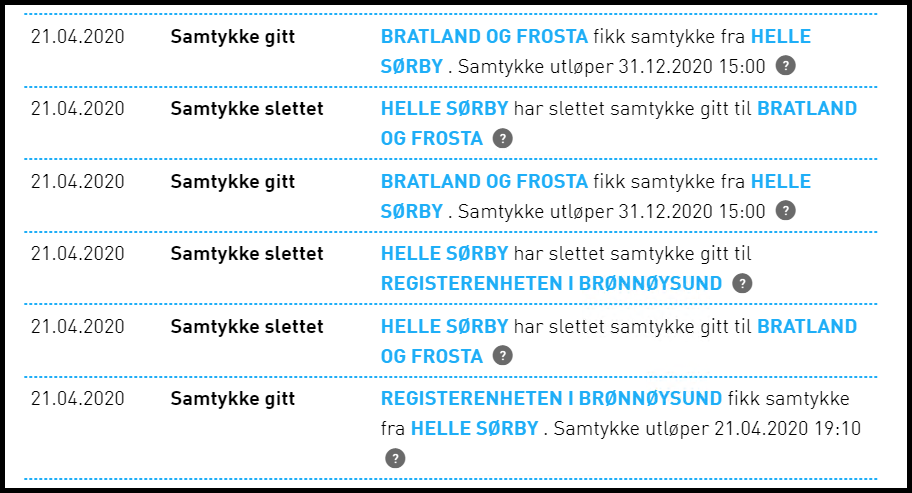 21.04.2020 Samtykke gitt BRATLAND OG FROSTA fikk samtykke fra HELLE
SØRBY . Samtykke utløper 31.12.2020 15:00 ?
21.04.2020 Samtykke slettet HELLE SØRBY har slettet samtykke gitt til BRATLAND
OG FROSTA ?
21.04.2020 Samtykke gitt BRATLAND OG FROSTA fikk samtykke fra HELLE
SØRBY . Samtykke utløper 31.12.2020 15:00 ?
21.04.2020 Samtykke slettet HELLE SØRBY har slettet samtykke gitt til
REGISTERENHETEN I BRØNNØYSUND ?
21.04.2020 Samtykke slettet HELLE SØRBY har slettet samtykke gitt til BRATLAND
OG FROSTA ?
21.04.2020 Samtykke gitt REGISTERENHETEN I BRØNNØYSUND fikk samtykke
fra HELLE SØRBY . Samtykke utløper 21.04.2020 19:10
?